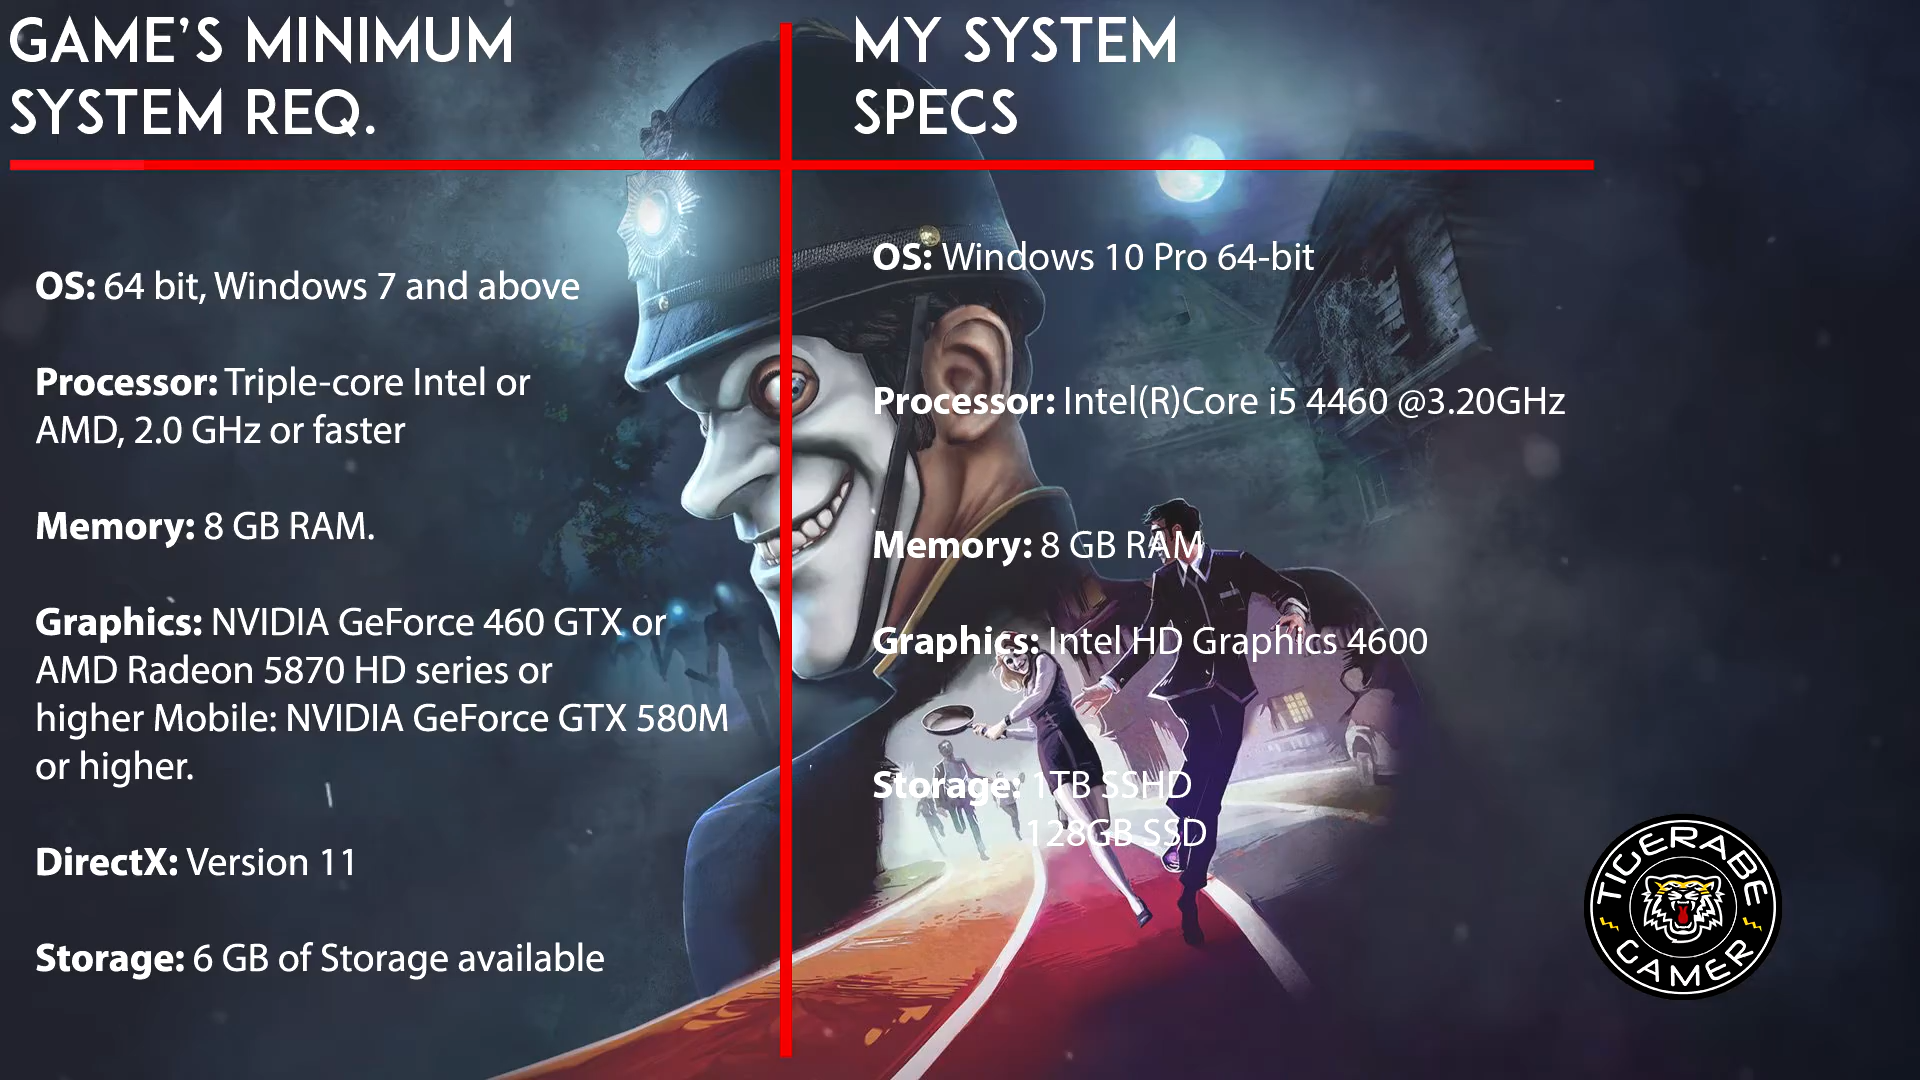 GAME'S MINIMUM
SYSTEM REQ.
OS: 64 bit, Windows 7 and above
Processor: Triple-core Intel or
AMD, 2.0 GHz or faster
Memory: 8 GB RAM.
Graphics: NVIDIA GeForce 460 GTX or
AMD Radeon 5870 HD series or
higher Mobile: NVIDIA GeForce GTX 580M
or higher.
DirectX: Version 11
Storage: 6 GB of Storage available
MY SYSTEM
SPECS
OS: Windows 10 Pro 64-bit
Processor: Intel(R)Core i5 4460 @3.20GHz
Memory: 8 GB RAM
Graphics: Intel HD Graphics 4600
Storage: 1TB SSHD
128GB SSD
TIGERABE
GAMER